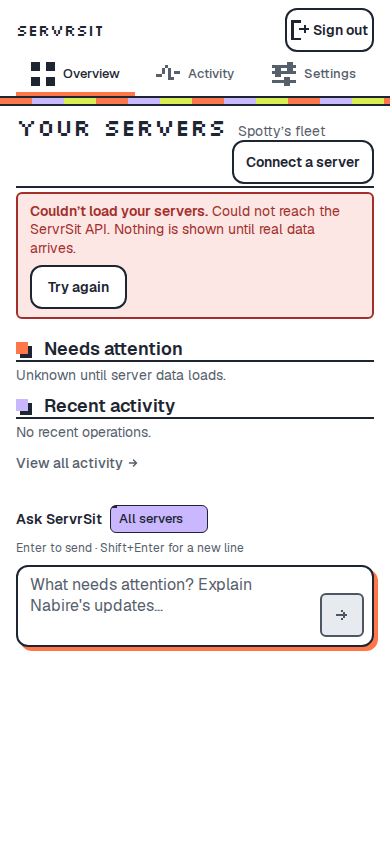 SERVRSIT
Sign out
Overview
Activity
Settings
YOUR SERVERS
Spotty's fleet
Connect a server
Couldn't load your servers. Could not reach the
ServrSit API. Nothing is shown until real data
arrives.
Try again
Needs attention
Unknown until server data loads.
Recent activity
No recent operations.
View all activity →
Ask ServrSit
All servers
Enter to send · Shift+Enter for a new line
What needs attention? Explain
Nabire's updates...